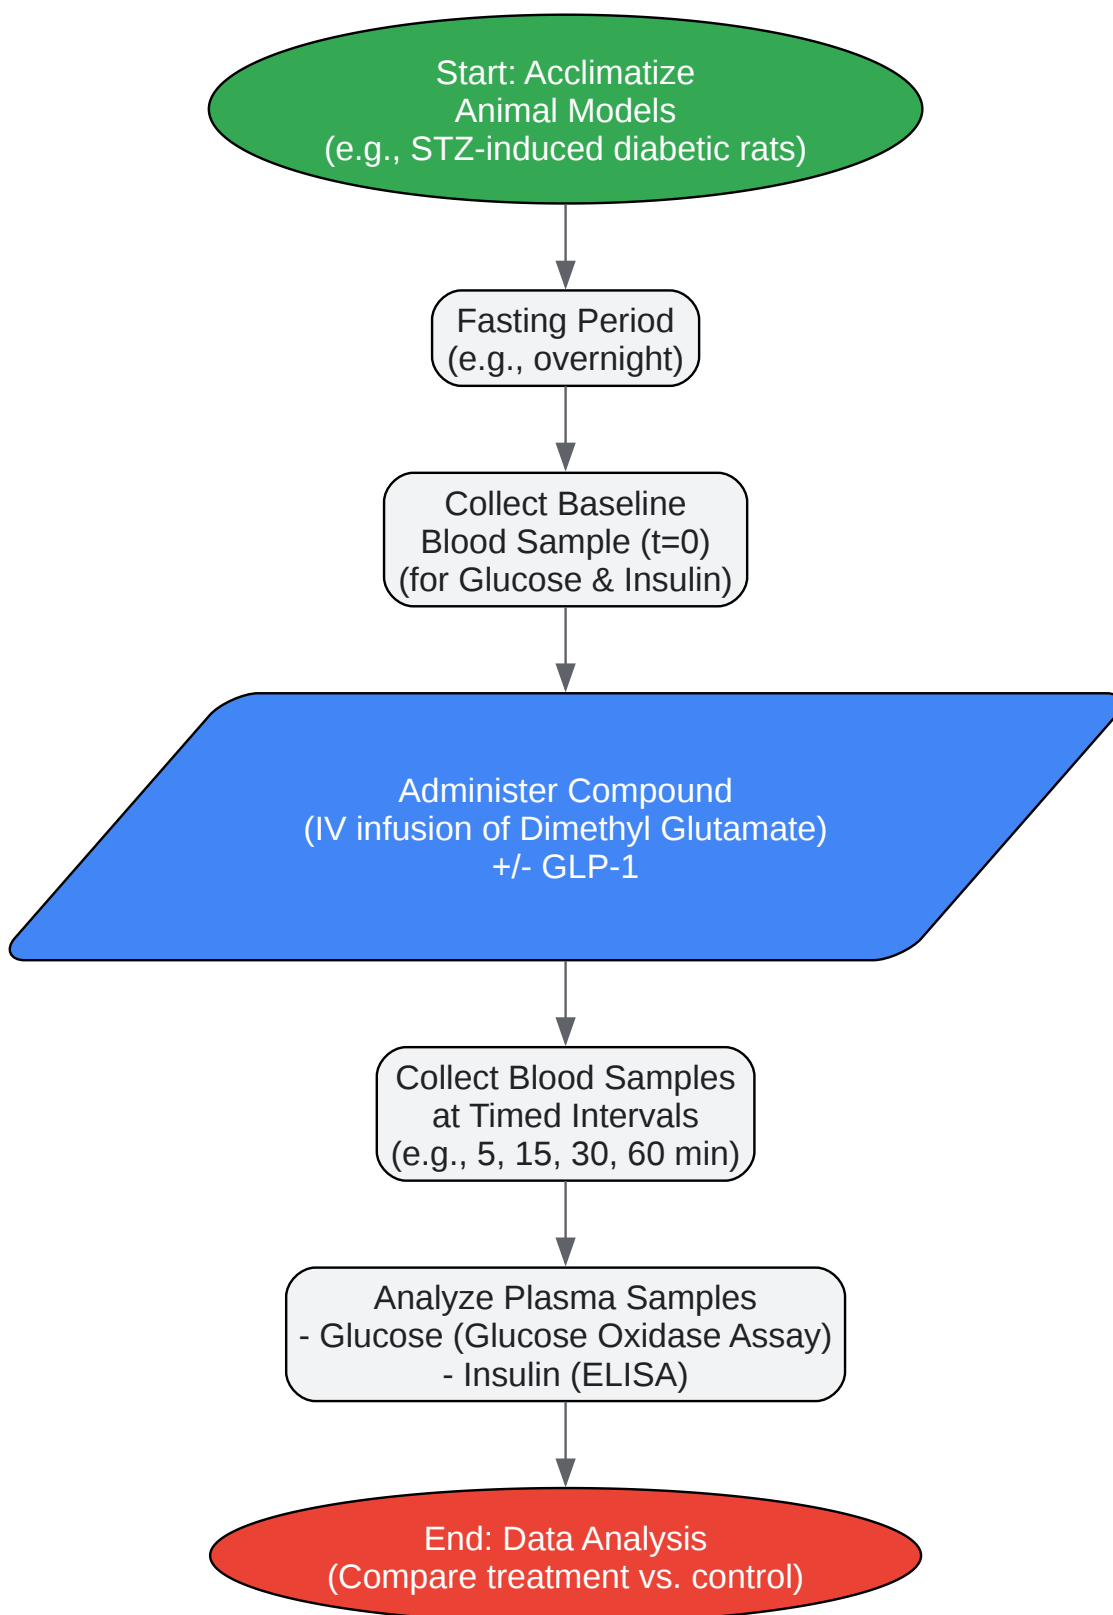 Start: Acclimatize
Animal Models
(e.g., STZ-induced diabetic rats)
Fasting Period
(e.g., overnight)
Collect Baseline
Blood Sample (t=0)
(for Glucose & Insulin)
Administer Compound
(IV infusion of Dimethyl Glutamate)
+/- GLP-1
Collect Blood Samples
at Timed Intervals
(e.g., 5, 15, 30, 60 min)
Analyze Plasma Samples
- Glucose (Glucose Oxidase Assay)
- Insulin (ELISA)
End: Data Analysis
(Compare treatment vs. control)